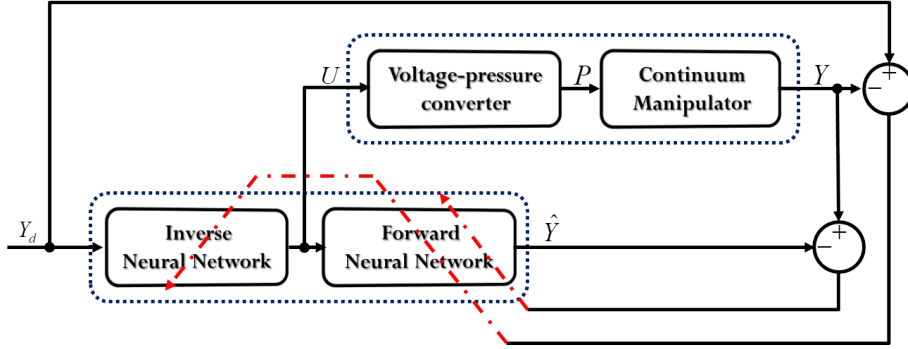 +
−
U
Voltage-pressure
converter
P
Continuum
Manipulator
Y
Y_d
Inverse
Neural Network
Forward
Neural Network
Ŷ
+
−